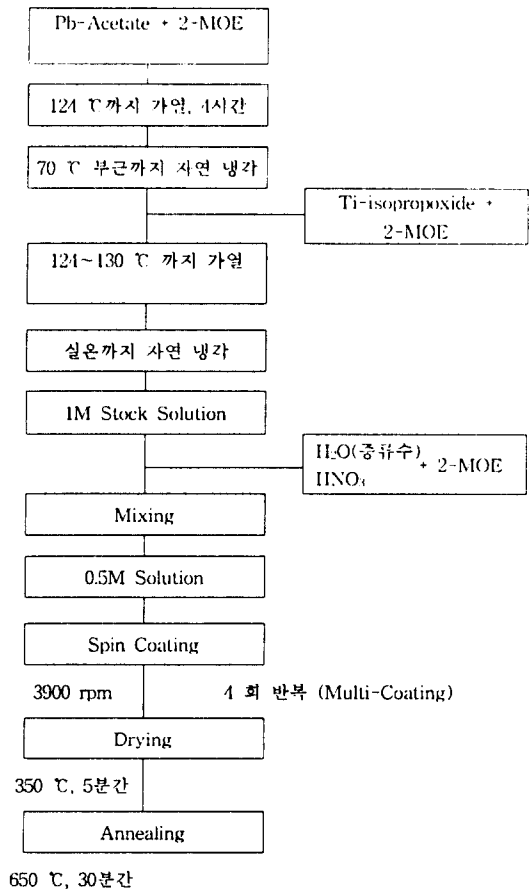 Pb-Acetate + 2-MOE
124 ℃까지 가열, 4시간
70 ℃ 부근까지 자연 냉각
Ti-isopropoxide +
2-MOE
124~130 ℃ 까지 가열
실온까지 자연 냉각
1M Stock Solution
H₂O(증류수)
HNO₃ + 2-MOE
Mixing
0.5M Solution
Spin Coating
3900 rpm 4 회 반복 (Multi-Coating)
Drying
350 ℃, 5분간
Annealing
650 ℃, 30분간